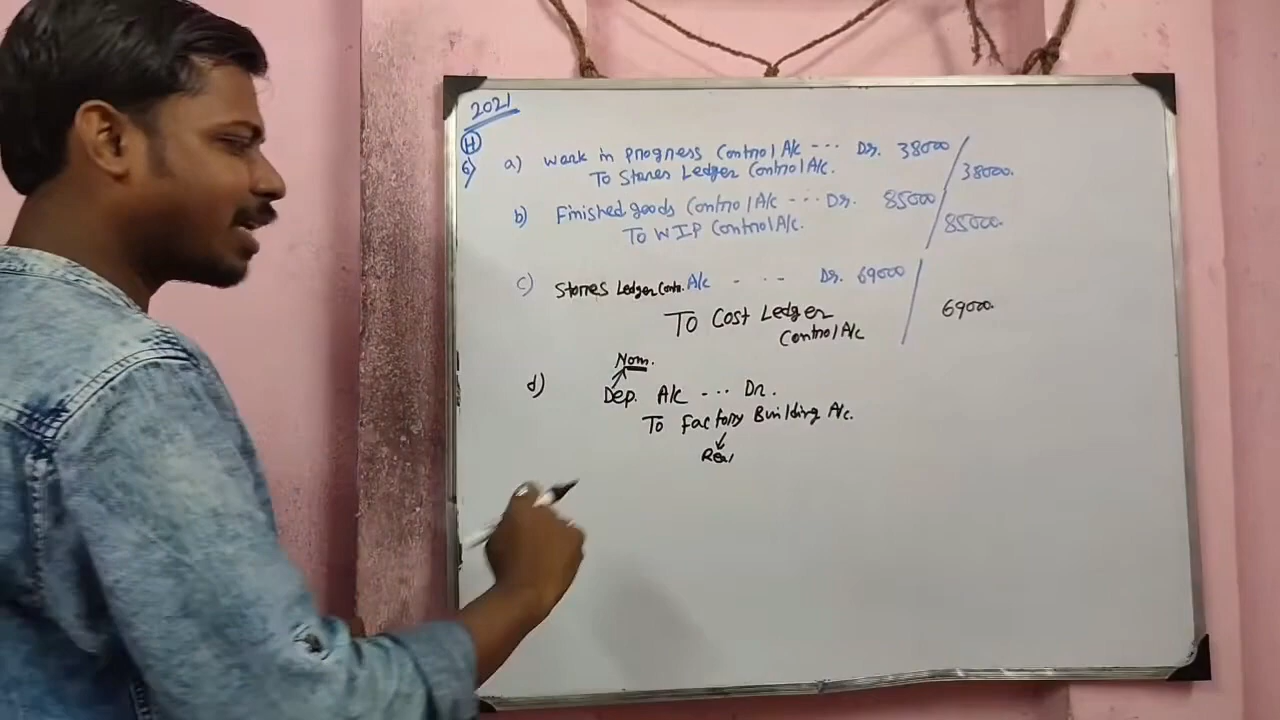 2021
(H)
6) a) Work in progress Control A/c --- Dr. 38000
To Stores Ledger Control A/c. 38000.
b) Finished goods Control A/c --- Dr. 85000
To WIP Control A/c. 85000.
c) Stores Ledger Contr. A/c - -- Dr. 69000
To Cost Ledger 69000.
Control A/c
Nom.
d) Dep. A/c --- Dr.
To Factory Building A/c.
Real